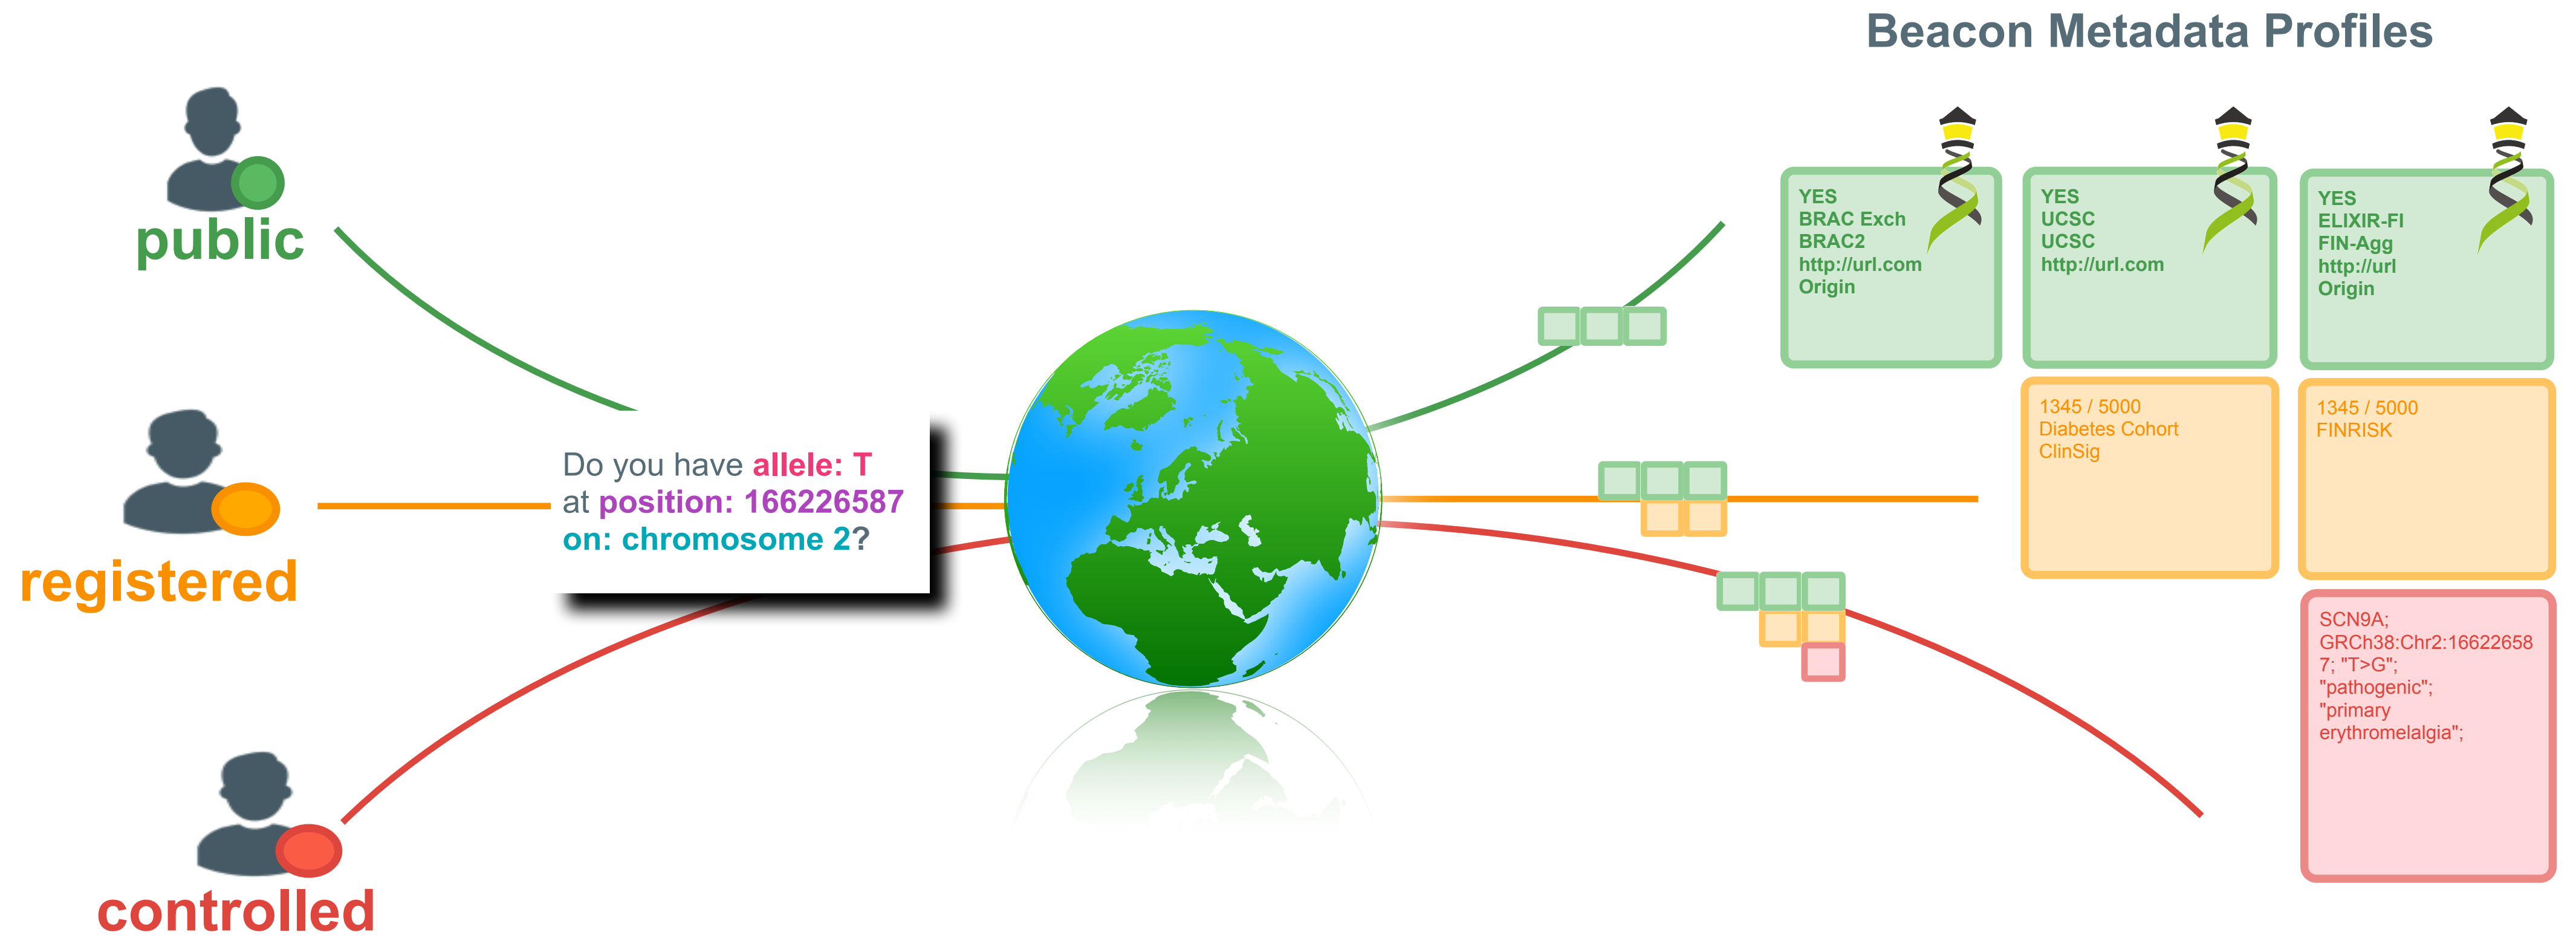 Beacon Metadata Profiles
public
registered
controlled
Do you have allele: T
at position: 166226587
on: chromosome 2?
YES
BRAC Exch
BRAC2
http://url.com
Origin
YES
UCSC
UCSC
http://url.com
YES
ELIXIR-FI
FIN-Agg
http://url
Origin
1345 / 5000
Diabetes Cohort
ClinSig
1345 / 5000
FINRISK
SCN9A;
GRCh38:Chr2:16622658
7; "T>G";
"pathogenic";
"primary
erythromelalgia";